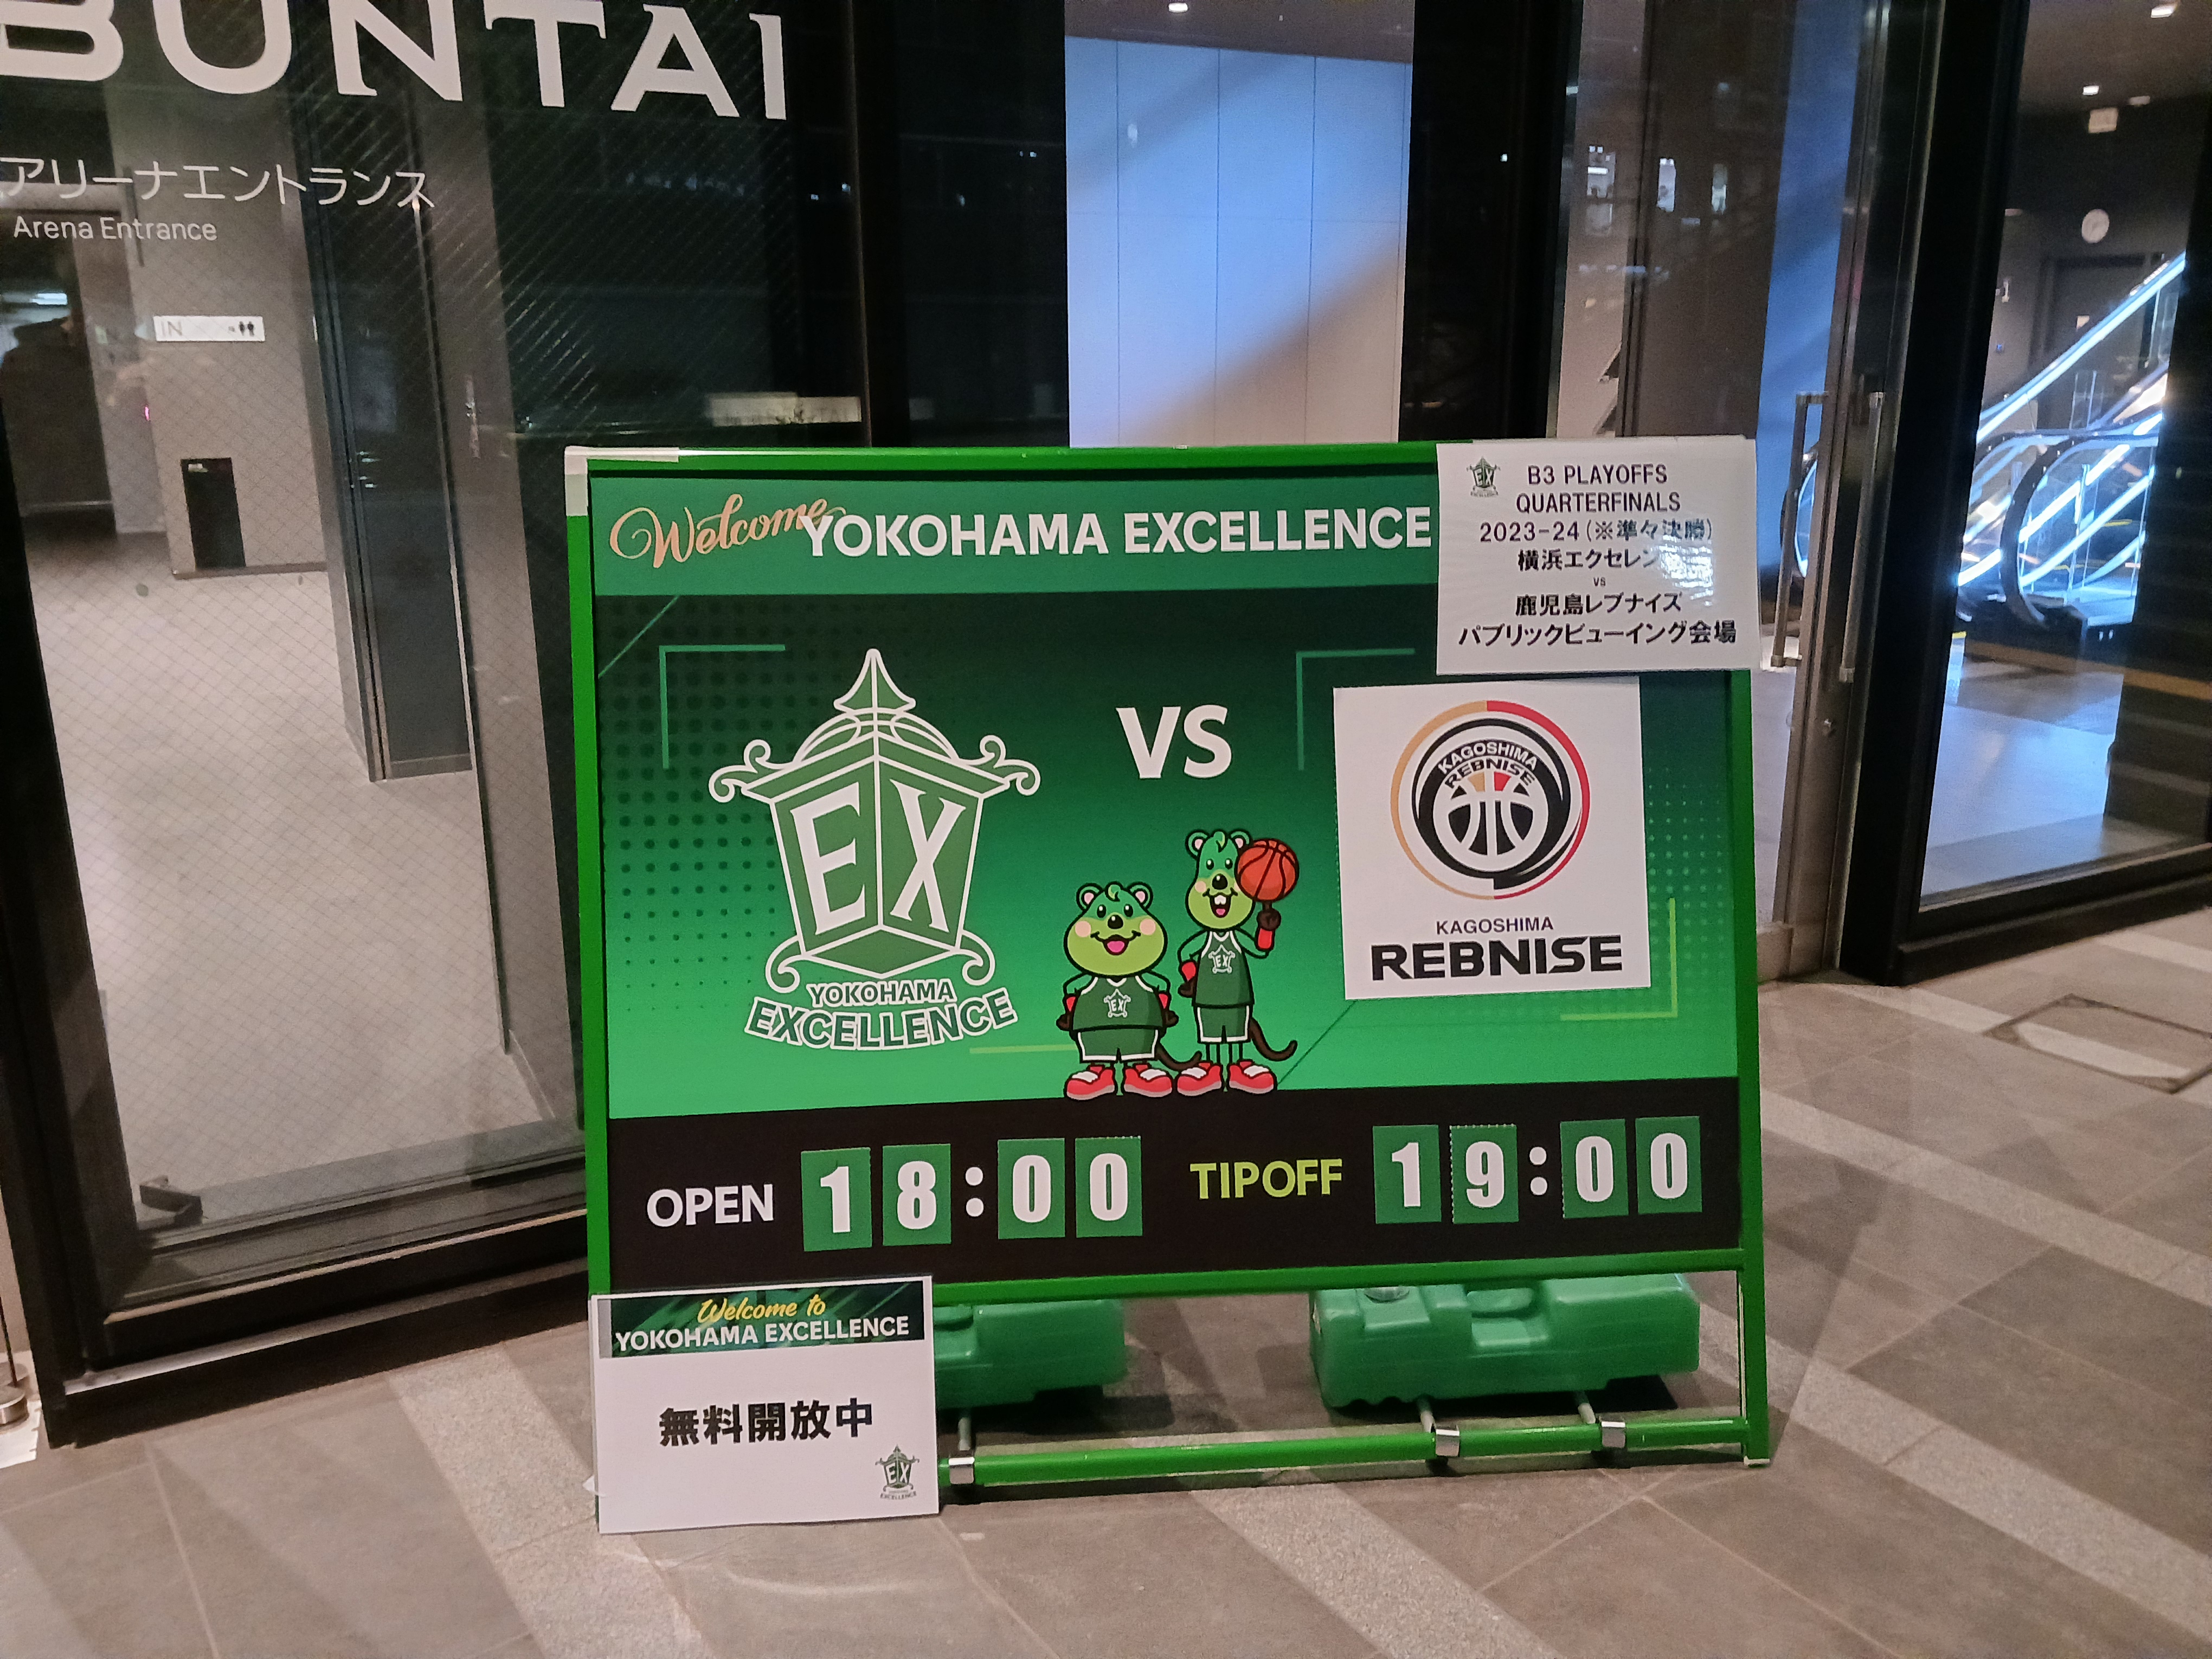 BUNTAI
アリーナエントランス
Arena Entrance
IN
Welcome YOKOHAMA EXCELLENCE
EX
B3 PLAYOFFS
QUARTERFINALS
2023-24(※準々決勝)
横浜エクセレン
vs
鹿児島レブナイズ
パブリックビューイング会場
VS
EX
YOKOHAMA
EXCELLENCE
KAGOSHIMA
REBNISE
KAGOSHIMA
REBNISE
EX
EX
OPEN 18:00 TIPOFF 19:00
Welcome to
YOKOHAMA EXCELLENCE
無料開放中
EX
EXCELLENCE